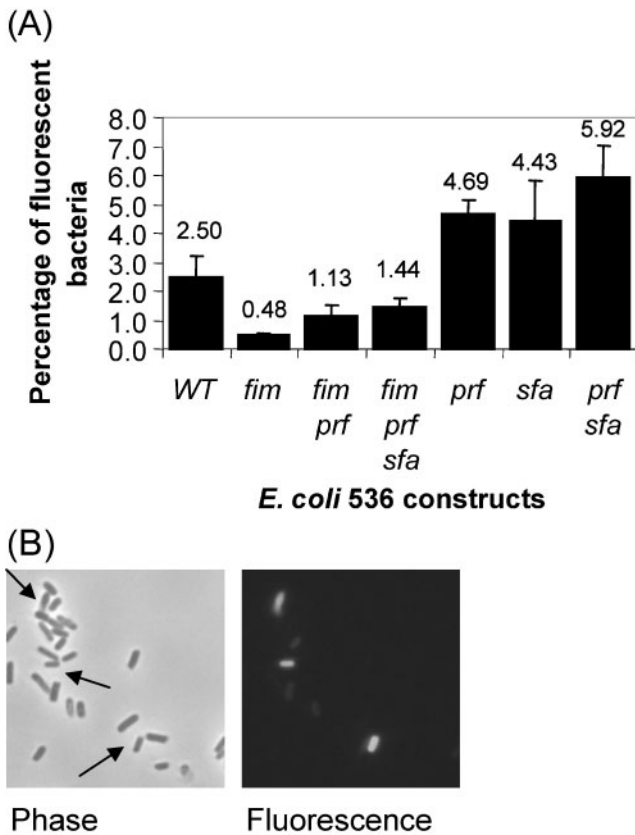 (A)
Percentage of fluorescent
bacteria
8.0
7.0
6.0
5.0
4.0
3.0
2.0
1.0
0.0
2.50
0.48
1.13
1.44
4.69
4.43
5.92
WT
fim
fim
prf
fim
prf
sfa
prf
sfa
prf
sfa
E. coli 536 constructs
(B)
Phase
Fluorescence